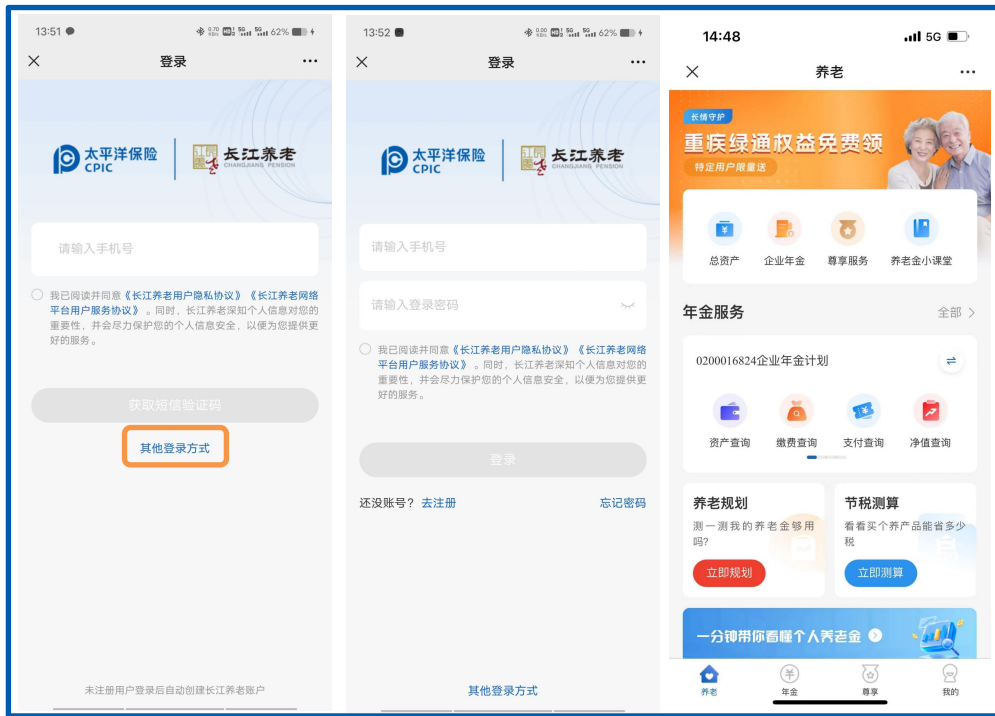 13:51
0.70 KB/s HD 5G 5G 62%
登录
太平洋保险
CPIC
长江养老
CHANGJIANG PENSION
请输入手机号
我已阅读并同意《长江养老用户隐私协议》《长江养老网络
平台用户服务协议》。同时，长江养老深知个人信息对您的
重要性，并会尽力保护您的个人信息安全，以便为您提供更
好的服务。
获取短信验证码
其他登录方式
未注册用户登录后自动创建长江养老账户
13:52
0.00 KB/s HD 5G 5G 62%
登录
太平洋保险
CPIC
长江养老
CHANGJIANG PENSION
请输入手机号
请输入登录密码
我已阅读并同意《长江养老用户隐私协议》《长江养老网络
平台用户服务协议》。同时，长江养老深知个人信息对您的
重要性，并会尽力保护您的个人信息安全，以便为您提供更
好的服务。
登录
还没账号？去注册 忘记密码
其他登录方式
14:48
5G
养老
长情守护
重疾绿通权益免费领
特定用户限量送
总资产 企业年金 尊享服务 养老金小课堂
年金服务 全部
0200016824企业年金计划
资产查询 缴费查询 支付查询 净值查询
养老规划
测一测我的养老金够用
吗?
立即规划
节税测算
看看买个养产品能省多少
税
立即测算
一分钟带你看懂个人养老金
养老 年金 尊享 我的